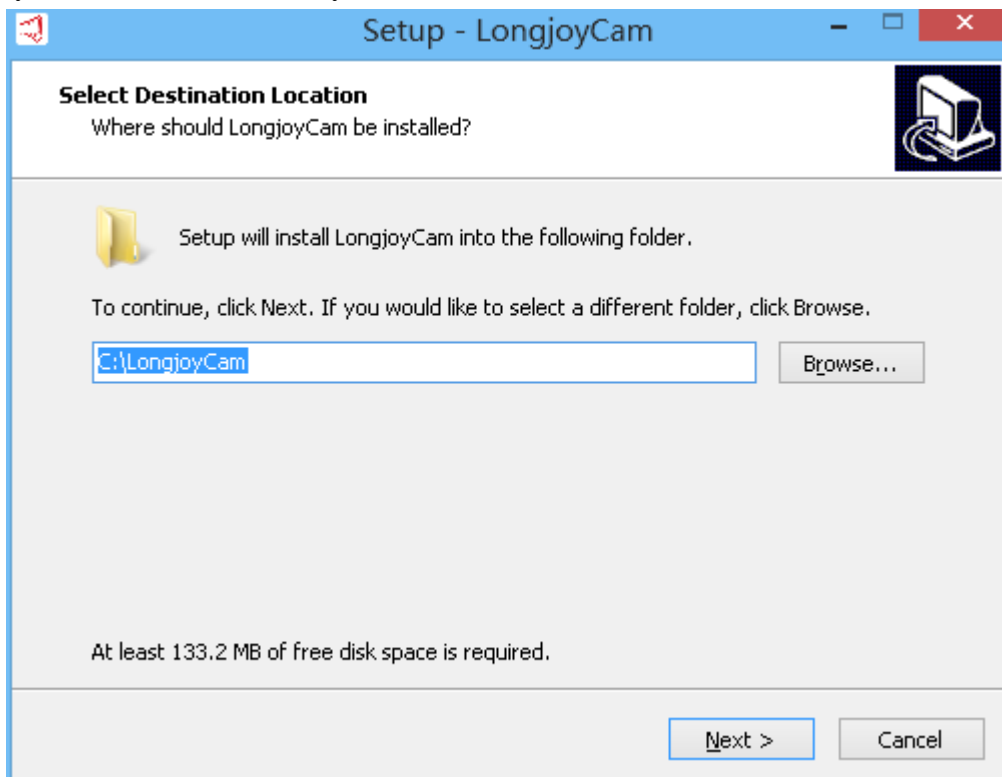 Setup - LongjoyCam
Select Destination Location
Where should LongjoyCam be installed?
Setup will install LongjoyCam into the following folder.
To continue, click Next. If you would like to select a different folder, click Browse.
C:\LongjoyCam
Browse...
At least 133.2 MB of free disk space is required.
Next >
Cancel